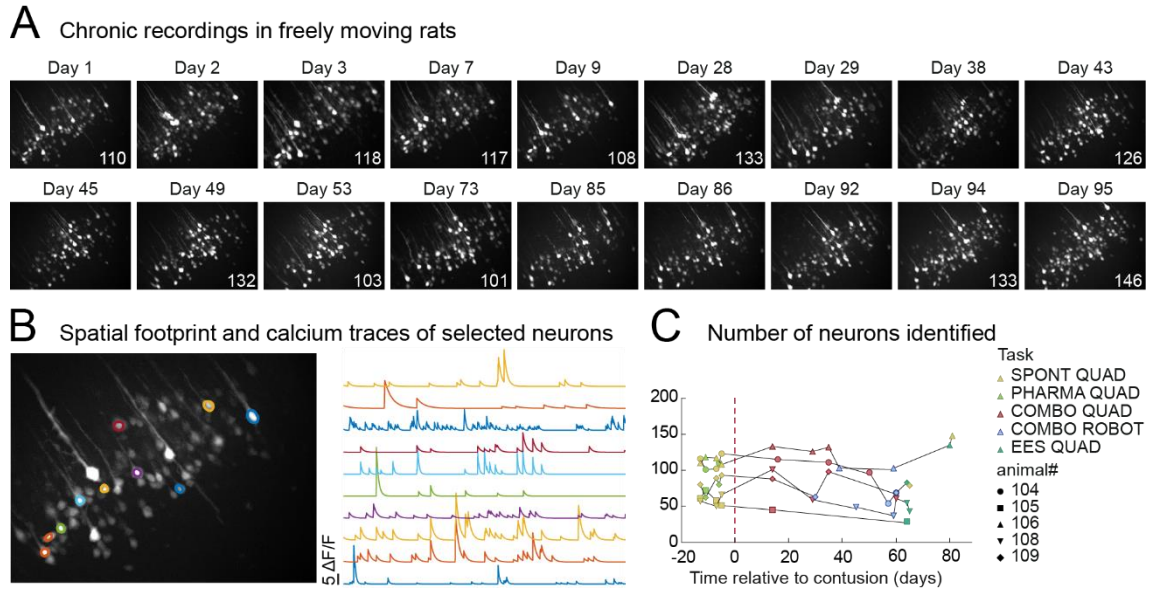 A Chronic recordings in freely moving rats
Day 1 Day 2 Day 3 Day 7 Day 9 Day 28 Day 29 Day 38 Day 43
110 118 117 108 133 126
Day 45 Day 49 Day 53 Day 73 Day 85 Day 86 Day 92 Day 94 Day 95
132 103 101 133 146
B Spatial footprint and calcium traces of selected neurons
5 ΔF/F
C Number of neurons identified
200
150
100
50
0
-20 0 20 40 60 80
Time relative to contusion (days)
Task
SPONT QUAD
PHARMA QUAD
COMBO QUAD
COMBO ROBOT
EES QUAD
animal#
104
105
106
108
109